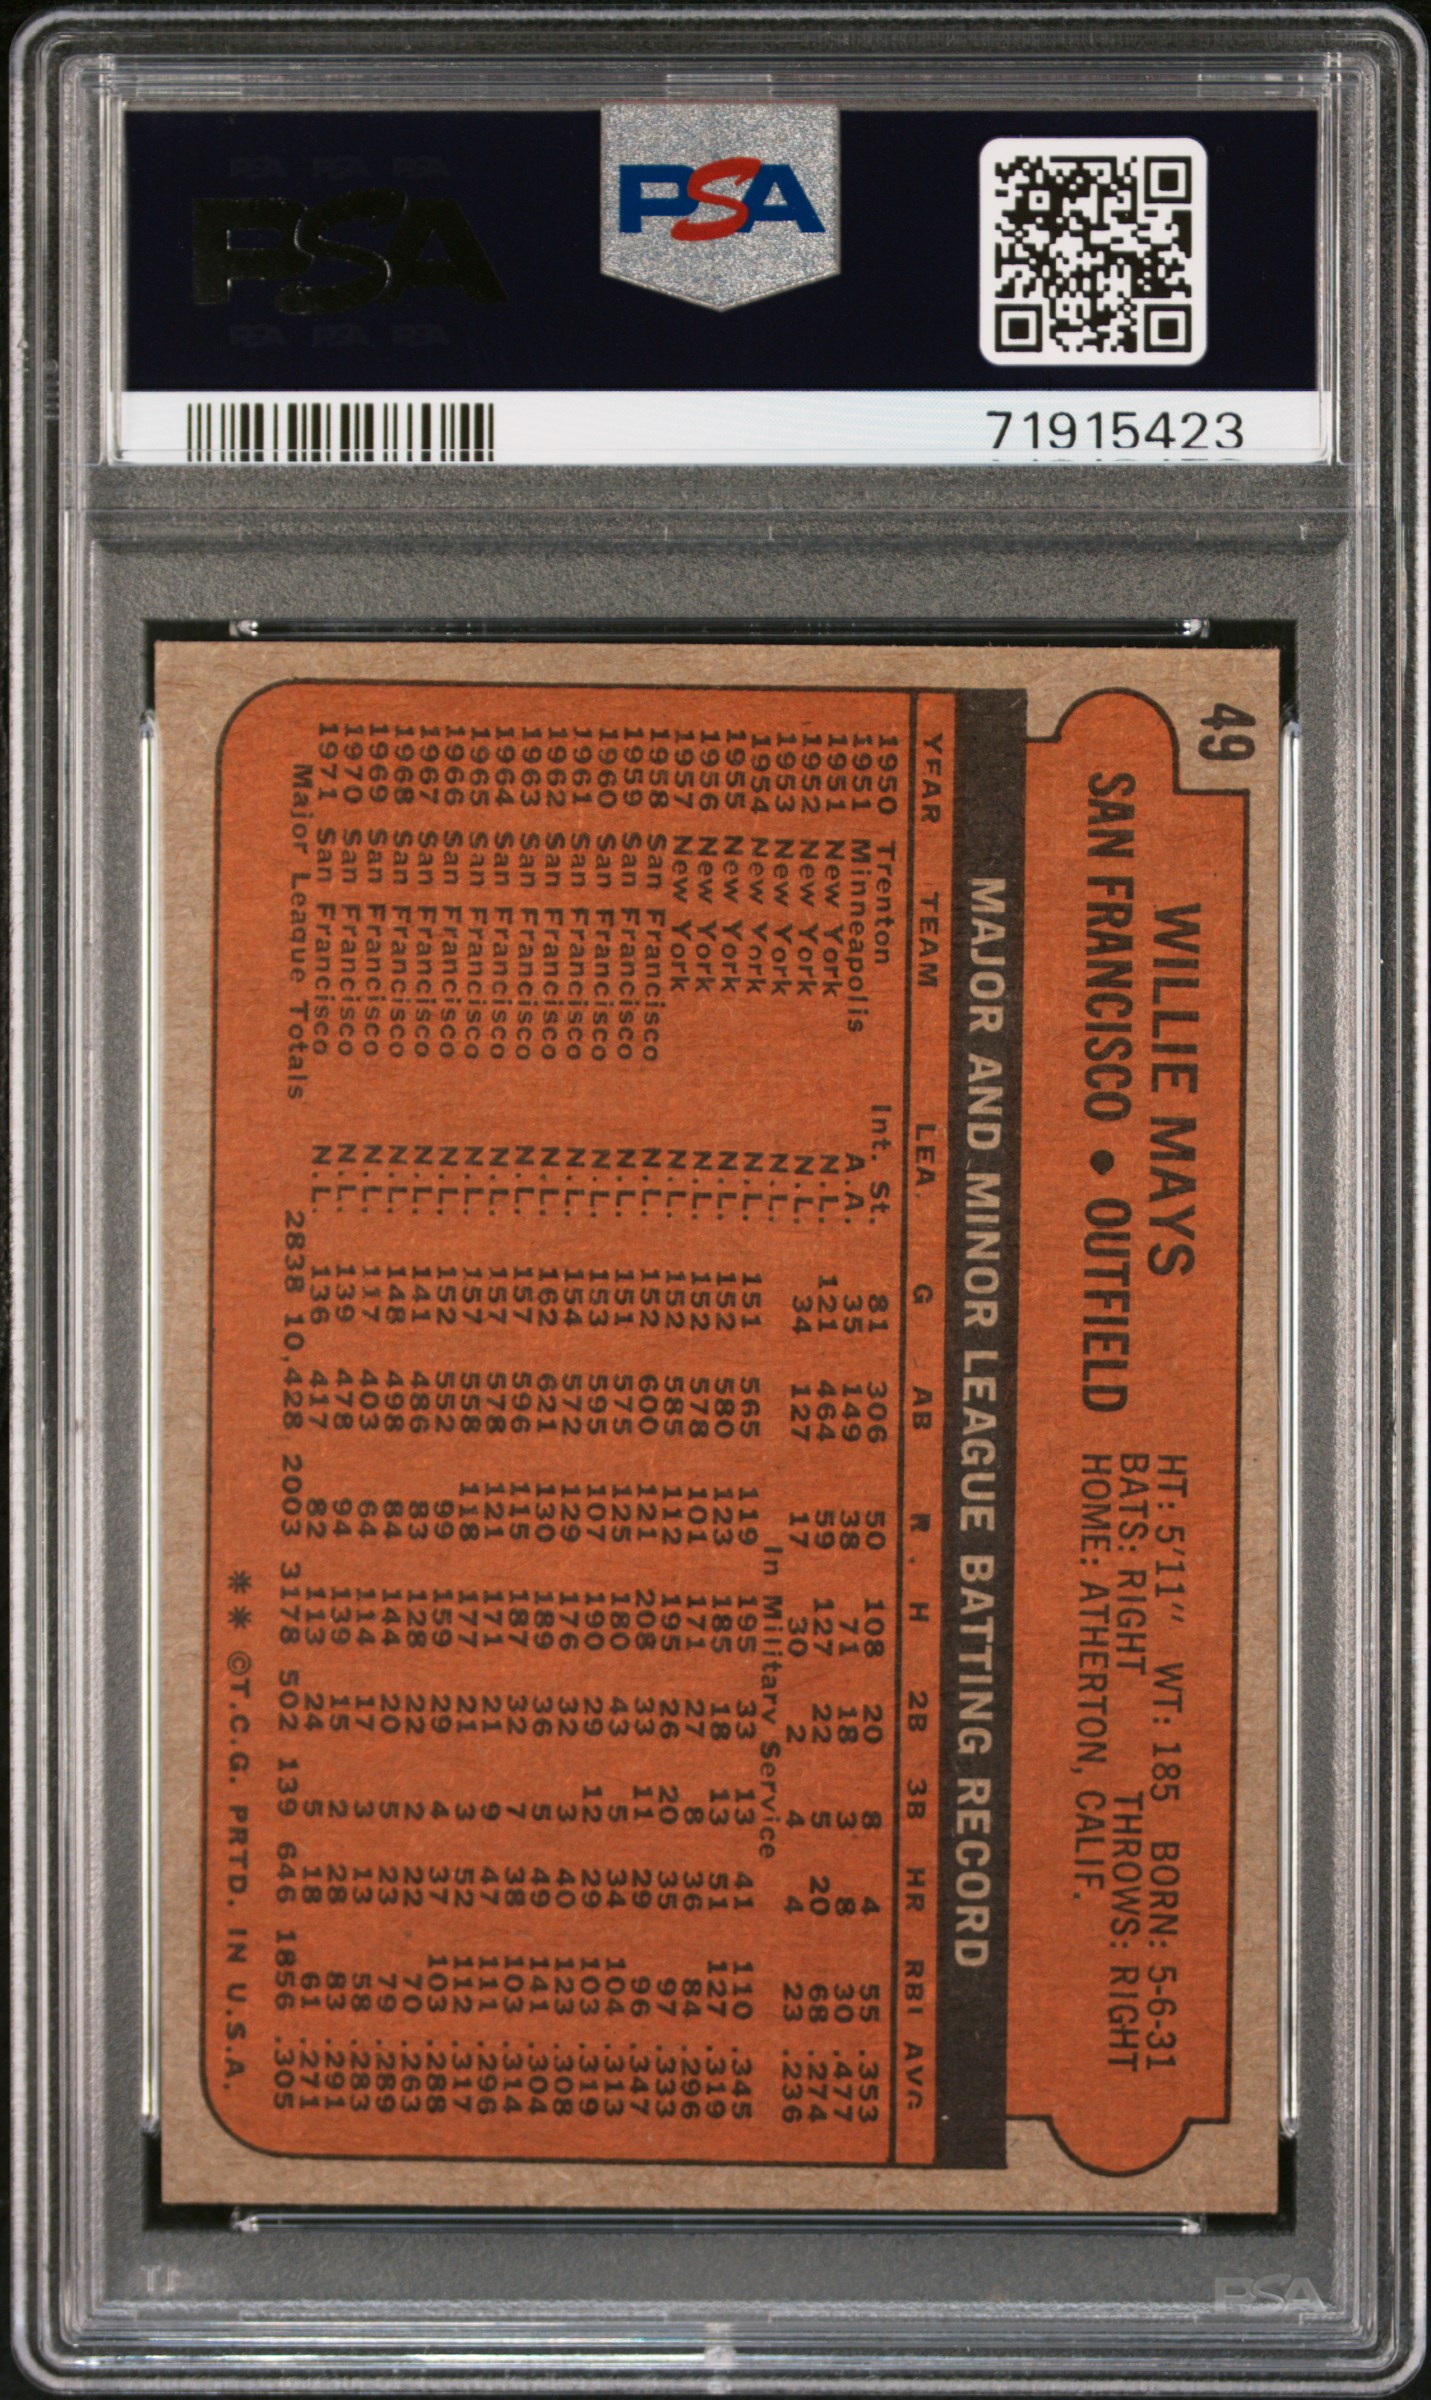 PSA PSA PSA
PSA
PSA PSA PSA
PSA
71915423
49
WILLIE MAYS
SAN FRANCISCO • OUTFIELD
HT: 5'11" WT: 185 BORN: 5-6-31
BATS: RIGHT THROWS: RIGHT
HOME: ATHERTON, CALIF.
MAJOR AND MINOR LEAGUE BATTING RECORD
YEAR TEAM LEA. G AB R. H 2B 3B HR RBI AVG
1950 Trenton Int. St. 81 306 50 108 20 8 4 55 .353
1951 Minneapolis A.A. 35 149 38 71 18 3 8 30 .477
1951 New York N.L. 121 464 59 127 22 5 20 68 .274
1952 New York N.L. 34 127 17 30 2 4 4 23 .236
1953 New York N.L. In Military Service
1954 New York N.L. 151 565 119 195 33 13 41 110 .345
1955 New York N.L. 152 580 123 185 18 13 51 127 .319
1956 New York N.L. 152 578 101 171 27 8 36 84 .296
1957 New York N.L. 152 585 112 195 26 20 35 97 .333
1958 San Francisco N.L. 152 600 121 208 33 11 29 96 .347
1959 San Francisco N.L. 151 575 125 180 43 5 34 104 .313
1960 San Francisco N.L. 153 595 107 190 29 12 29 103 .319
1961 San Francisco N.L. 154 572 129 176 32 3 40 123 .308
1962 San Francisco N.L. 162 621 130 189 36 5 49 141 .304
1963 San Francisco N.L. 157 596 115 187 32 7 38 103 .314
1964 San Francisco N.L. 157 578 121 171 21 9 47 111 .296
1965 San Francisco N.L. 157 558 118 177 21 3 52 112 .317
1966 San Francisco N.L. 152 552 99 159 29 4 37 103 .288
1967 San Francisco N.L. 141 486 83 128 22 2 22 70 .263
1968 San Francisco N.L. 148 498 84 144 20 5 23 79 .289
1969 San Francisco N.L. 117 403 64 114 17 3 13 58 .283
1970 San Francisco N.L. 139 478 94 139 15 2 28 83 .291
1971 San Francisco N.L. 136 417 82 113 24 5 18 61 .271
Major League Totals 2838 10,428 2003 3178 502 139 646 1856 .305
** ©T.C.G. PRTD. IN U.S.A.
PSA